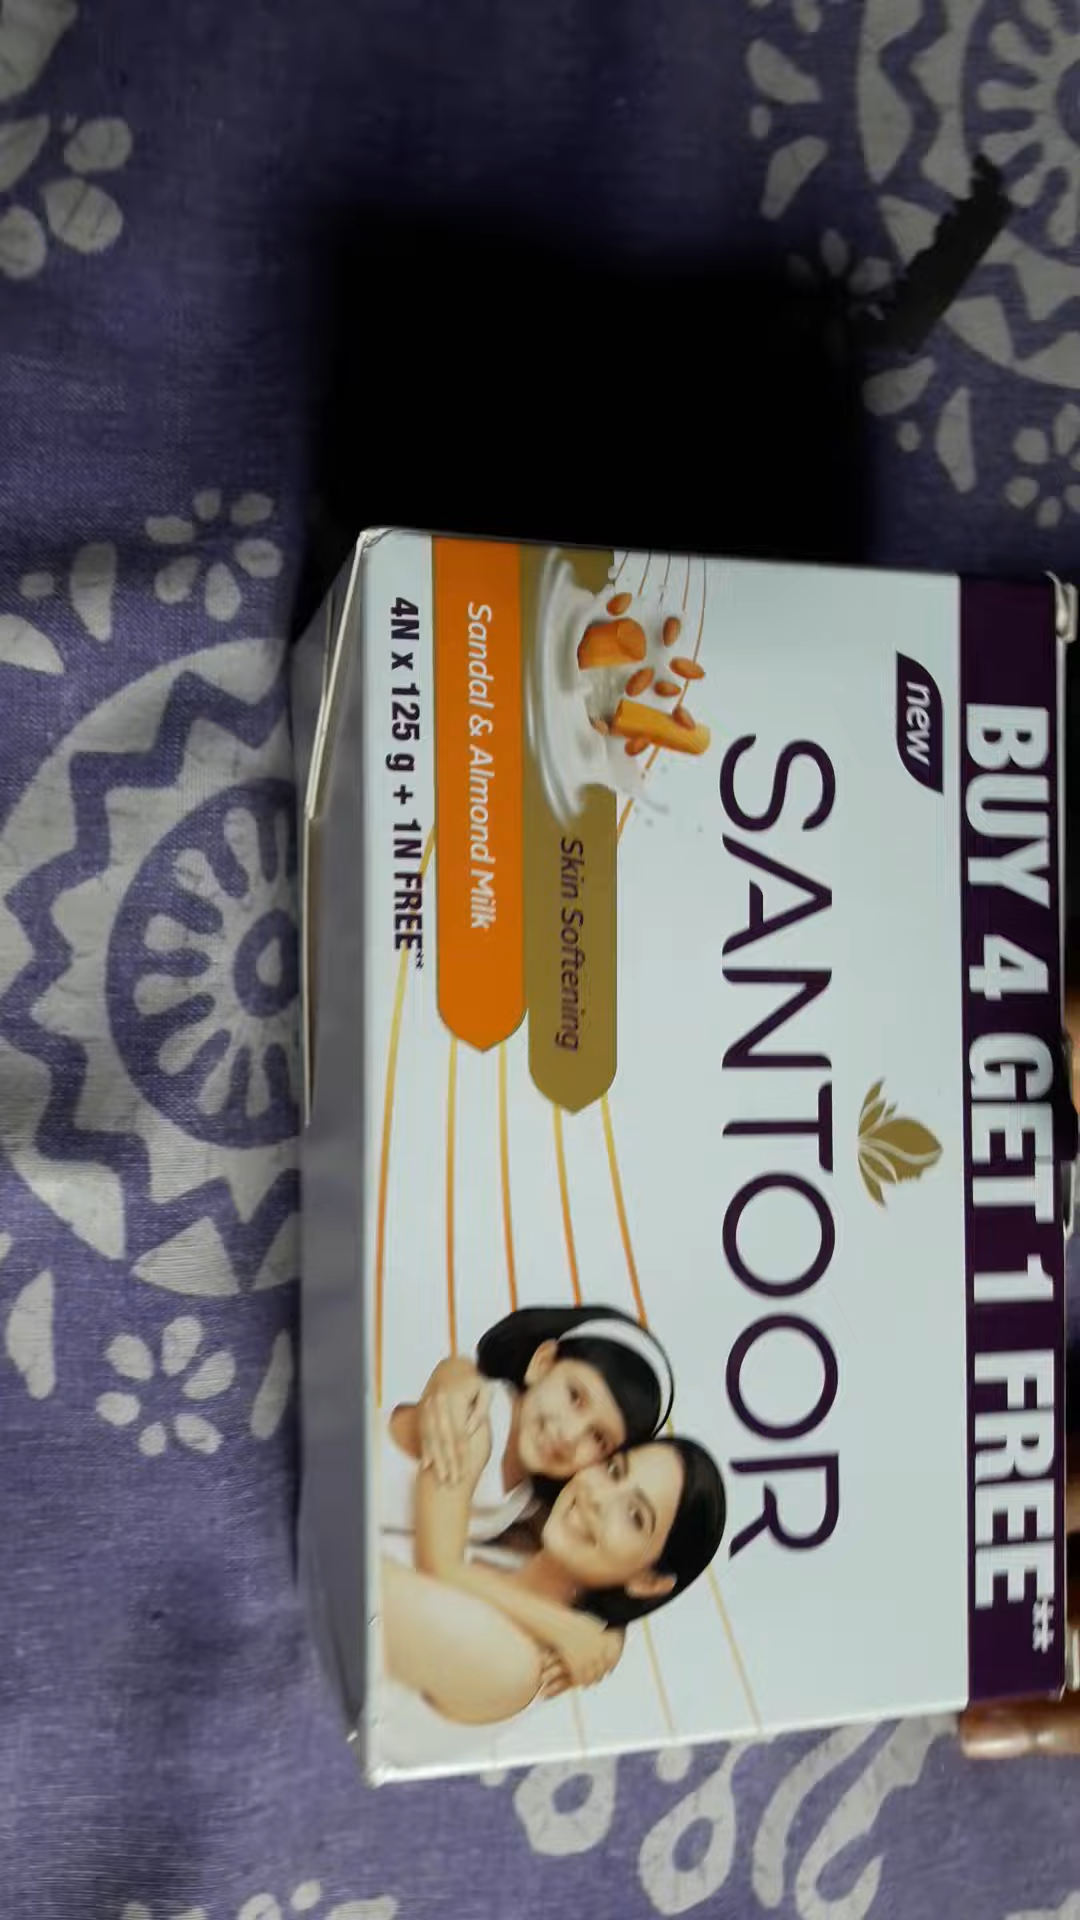 BUY 4 GET 1 FREE**
new
SANTOOR
Skin Softening
Sandal & Almond Milk
4N x 125 g + 1N FREE**